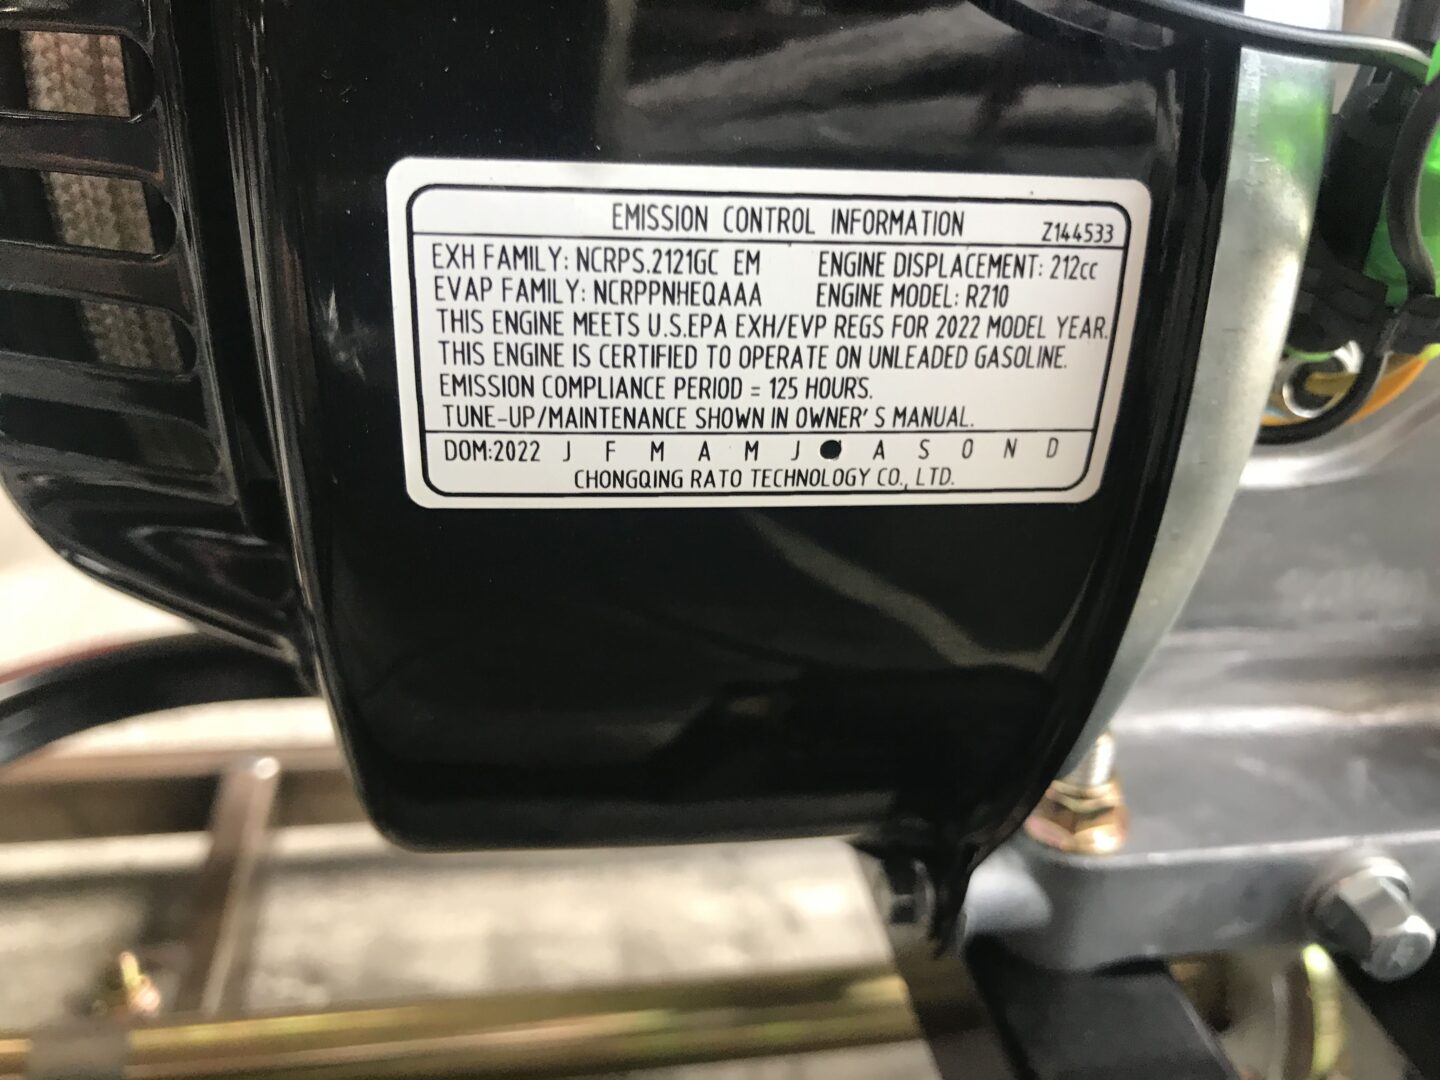 EMISSION CONTROL INFORMATION Z144533
EXH FAMILY: NCRPS.2121GC EM ENGINE DISPLACEMENT: 212cc
EVAP FAMILY: NCRPPNHEQAAA ENGINE MODEL: R210
THIS ENGINE MEETS U.S.EPA EXH/EVP REGS FOR 2022 MODEL YEAR.
THIS ENGINE IS CERTIFIED TO OPERATE ON UNLEADED GASOLINE.
EMISSION COMPLIANCE PERIOD = 125 HOURS.
TUNE-UP/MAINTENANCE SHOWN IN OWNER'S MANUAL.
DOM:2022 J F M A M J ● A S O N D
CHONGQING RATO TECHNOLOGY CO., LTD.